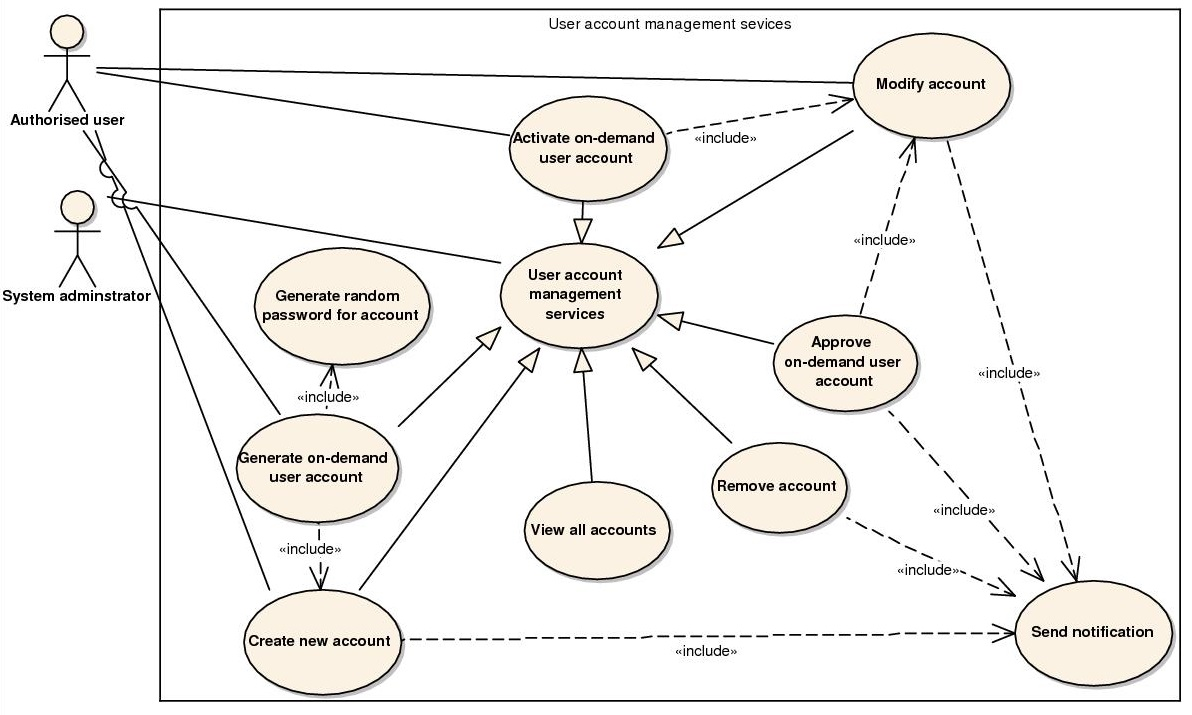 User account management sevices
Modify account
Authorised user
Activate on-demand
user account
«include»
System adminstrator
«include»
User account
management
services
Generate random
password for account
Approve
on-demand user
account
«include»
«include»
Generate on-demand
user account
Remove account
«include»
View all accounts
«include»
«include»
Create new account
Send notification
«include»